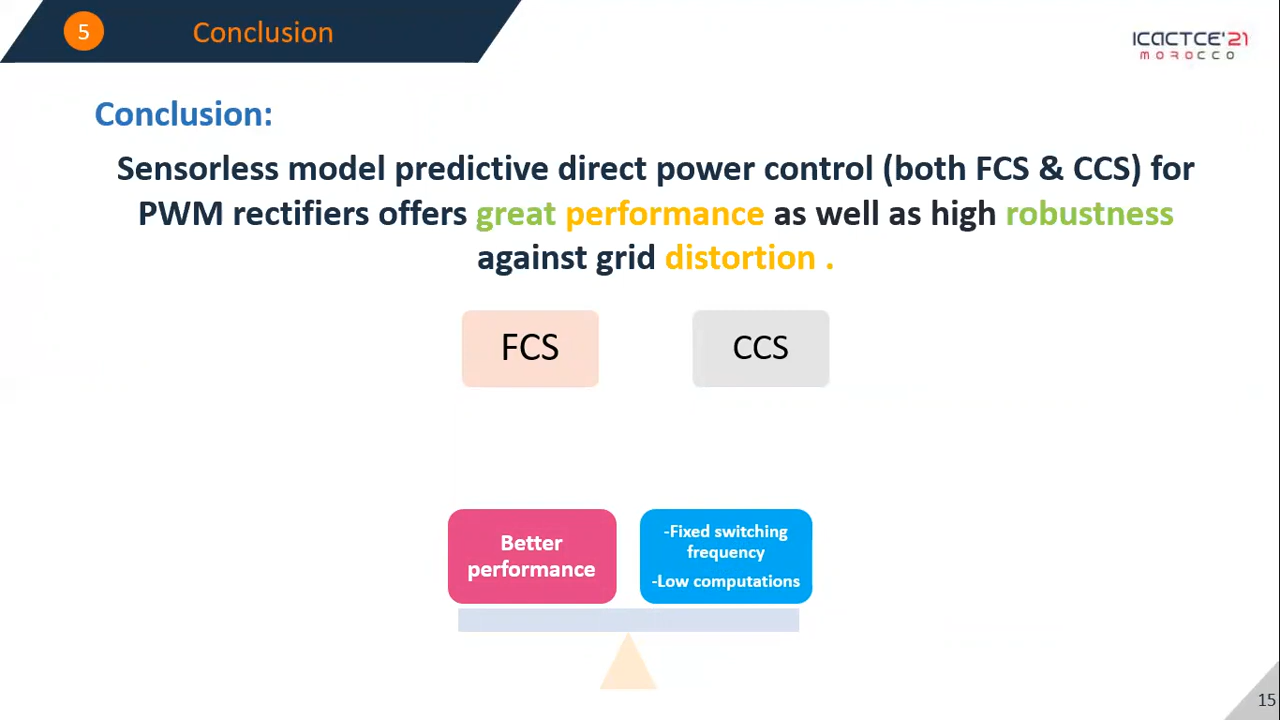 5
Conclusion
ICACTCE'21
MOROCCO
Conclusion:
Sensorless model predictive direct power control (both FCS & CCS) for
PWM rectifiers offers great performance as well as high robustness
against grid distortion .
FCS
CCS
Better
performance
-Fixed switching
frequency
-Low computations
15